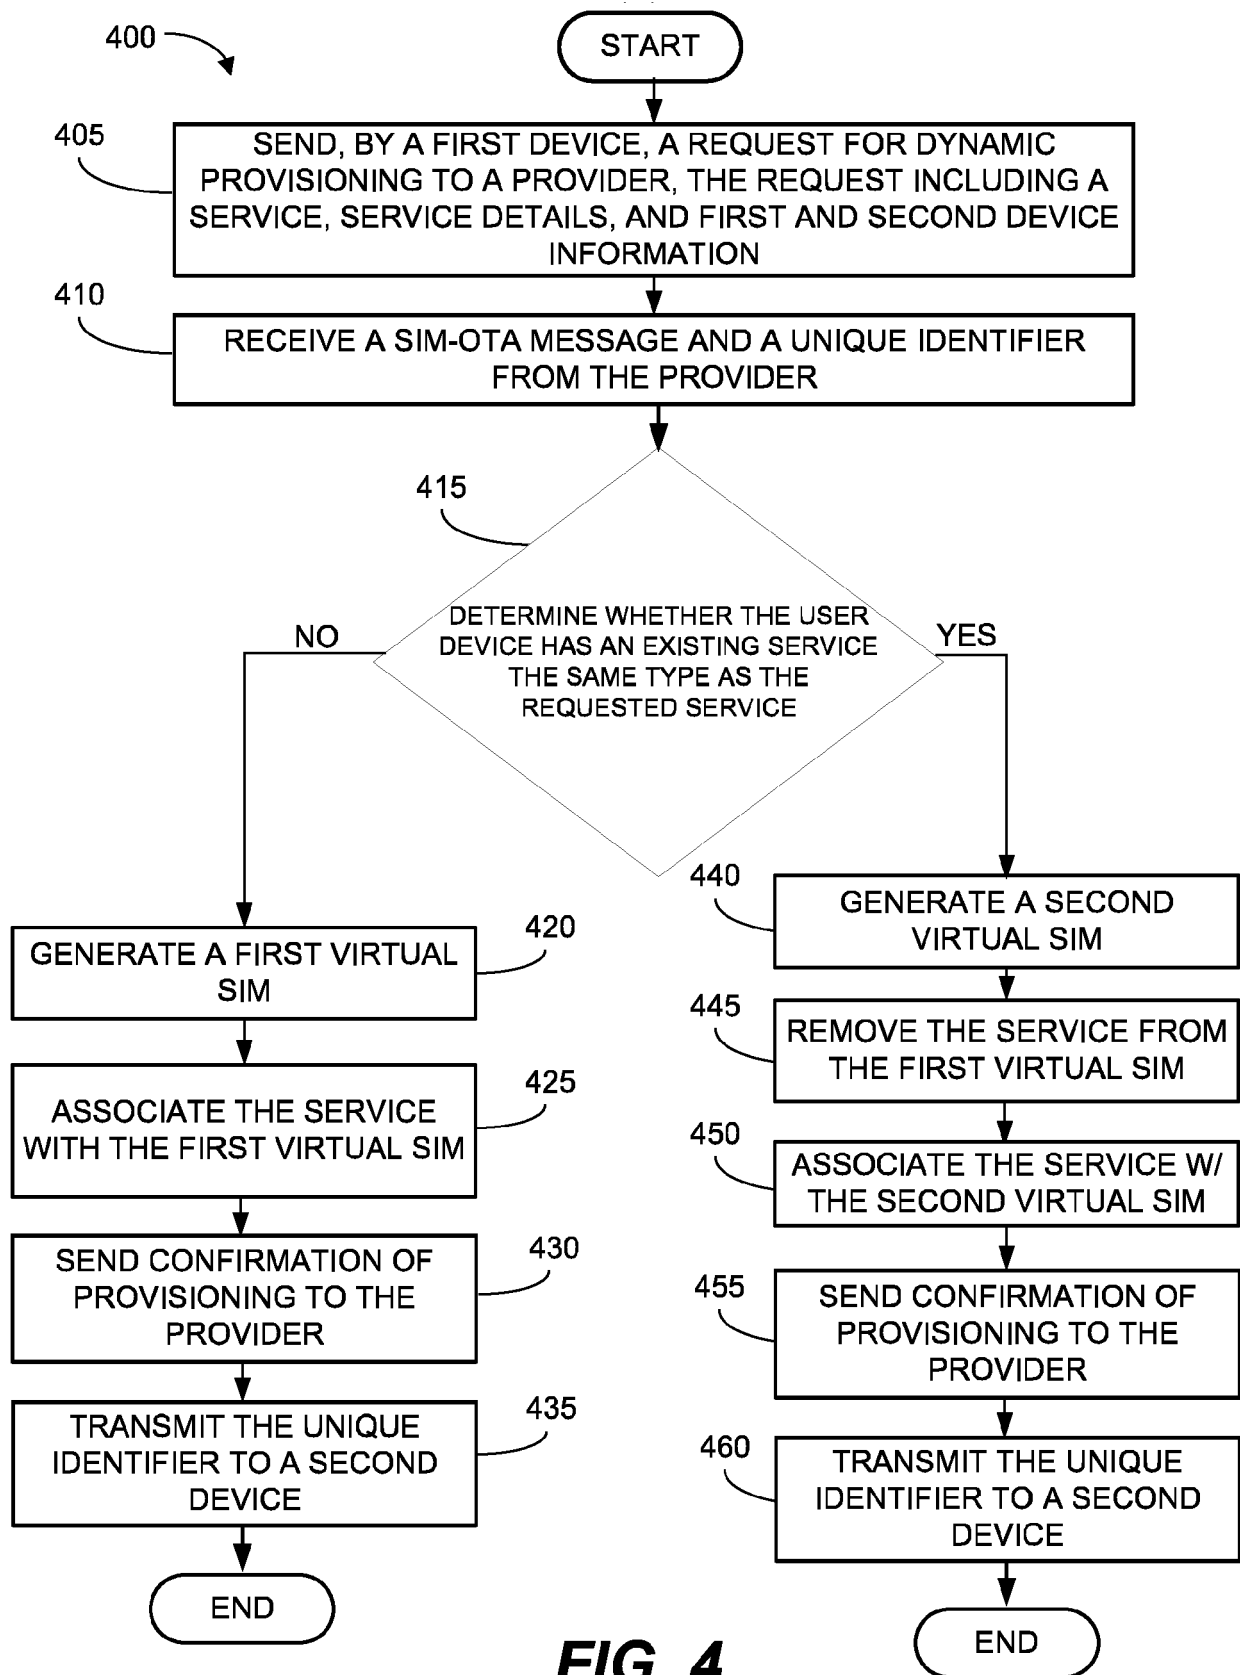 400
START
405
SEND, BY A FIRST DEVICE, A REQUEST FOR DYNAMIC
PROVISIONING TO A PROVIDER, THE REQUEST INCLUDING A
SERVICE, SERVICE DETAILS, AND FIRST AND SECOND DEVICE
INFORMATION
410
RECEIVE A SIM-OTA MESSAGE AND A UNIQUE IDENTIFIER
FROM THE PROVIDER
415
DETERMINE WHETHER THE USER
DEVICE HAS AN EXISTING SERVICE
THE SAME TYPE AS THE
REQUESTED SERVICE
NO
YES
420
GENERATE A FIRST VIRTUAL
SIM
425
ASSOCIATE THE SERVICE
WITH THE FIRST VIRTUAL SIM
430
SEND CONFIRMATION OF
PROVISIONING TO THE
PROVIDER
435
TRANSMIT THE UNIQUE
IDENTIFIER TO A SECOND
DEVICE
END
440
GENERATE A SECOND
VIRTUAL SIM
445
REMOVE THE SERVICE FROM
THE FIRST VIRTUAL SIM
450
ASSOCIATE THE SERVICE W/
THE SECOND VIRTUAL SIM
455
SEND CONFIRMATION OF
PROVISIONING TO THE
PROVIDER
460
TRANSMIT THE UNIQUE
IDENTIFIER TO A SECOND
DEVICE
END
FIG. 4